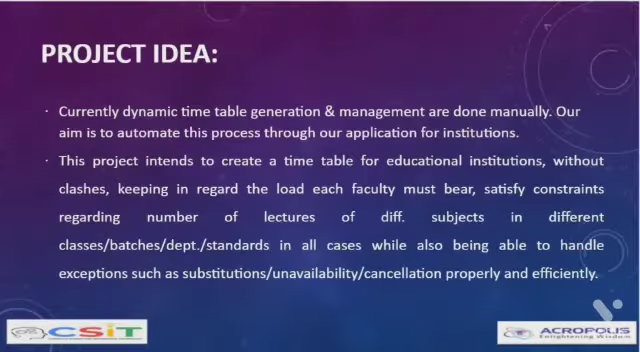 PROJECT IDEA:
· Currently dynamic time table generation & management are done manually. Our
aim is to automate this process through our application for institutions.
· This project intends to create a time table for educational institutions, without
clashes, keeping in regard the load each faculty must bear, satisfy constraints
regarding number of lectures of diff. subjects in different
classes/batches/dept./standards in all cases while also being able to handle
exceptions such as substitutions/unavailability/cancellation properly and efficiently.
CSiT
ACROPOLIS
Enlightening Wisdom